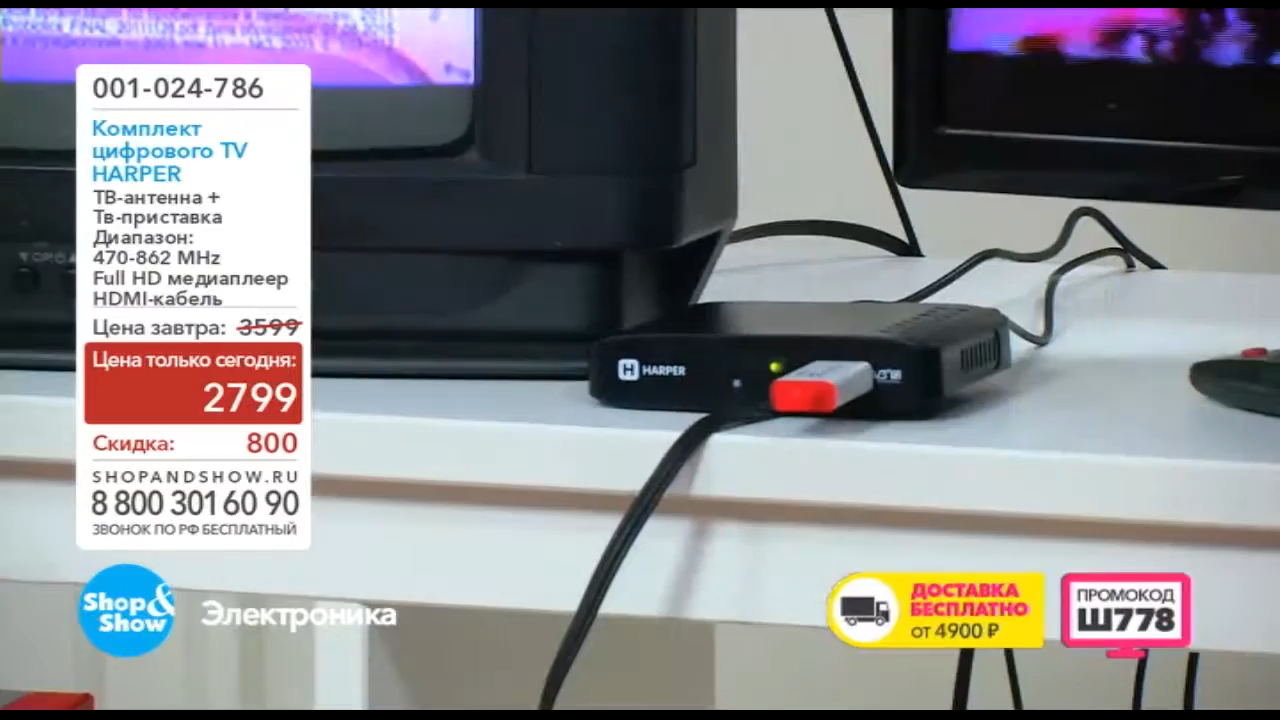 001-024-786
Комплект
цифрового TV
HARPER
ТВ-антенна +
Тв-приставка
Диапазон:
470-862 MHz
Full HD медиаплеер
HDMI-кабель
Цена завтра: 3599
Цена только сегодня:
2799
Скидка: 800
SHOPANDSHOW.RU
8 800 301 60 90
ЗВОНОК ПО РФ БЕСПЛАТНЫЙ
H HARPER
Shop &
Show
Электроника
ДОСТАВКА
БЕСПЛАТНО
от 4900 ₽
ПРОМОКОД
Ш778